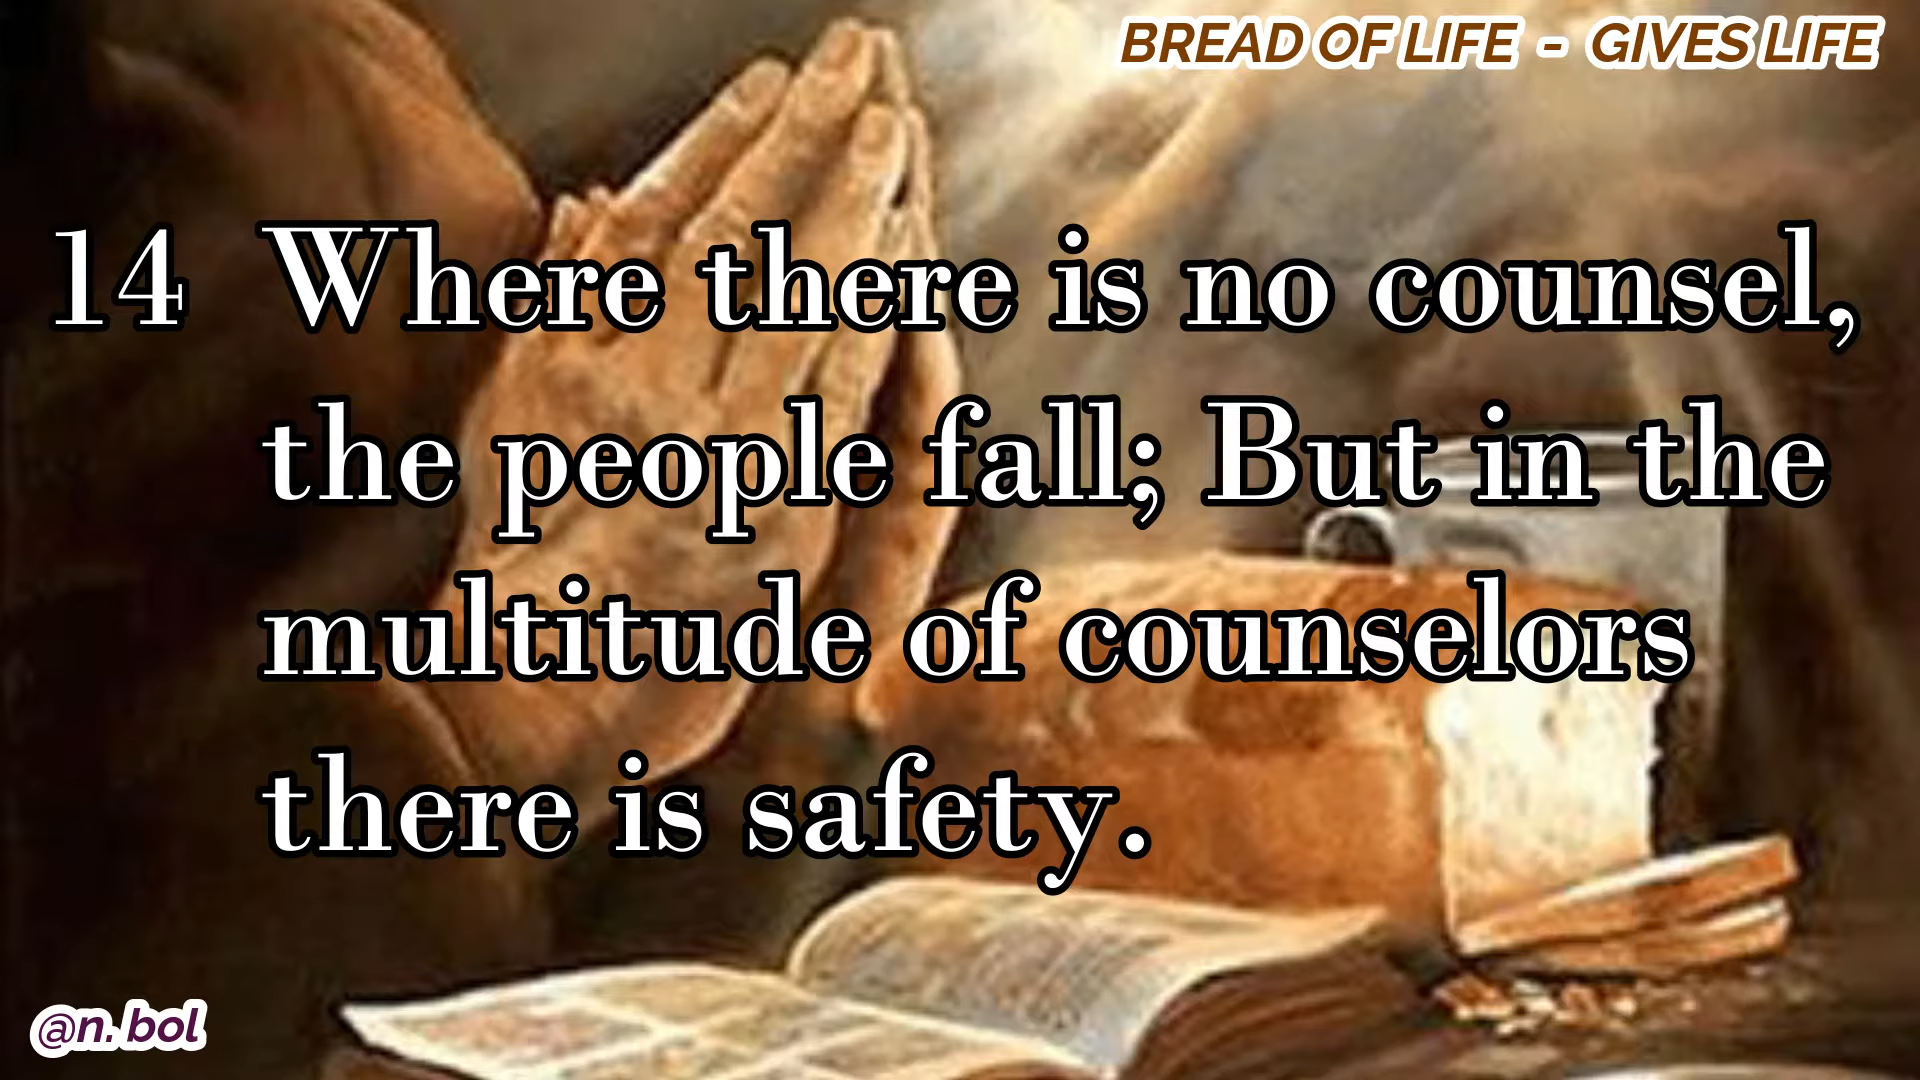 BREAD OF LIFE - GIVES LIFE
14 Where there is no counsel,
the people fall; But in the
multitude of counselors
there is safety.
@n. bol